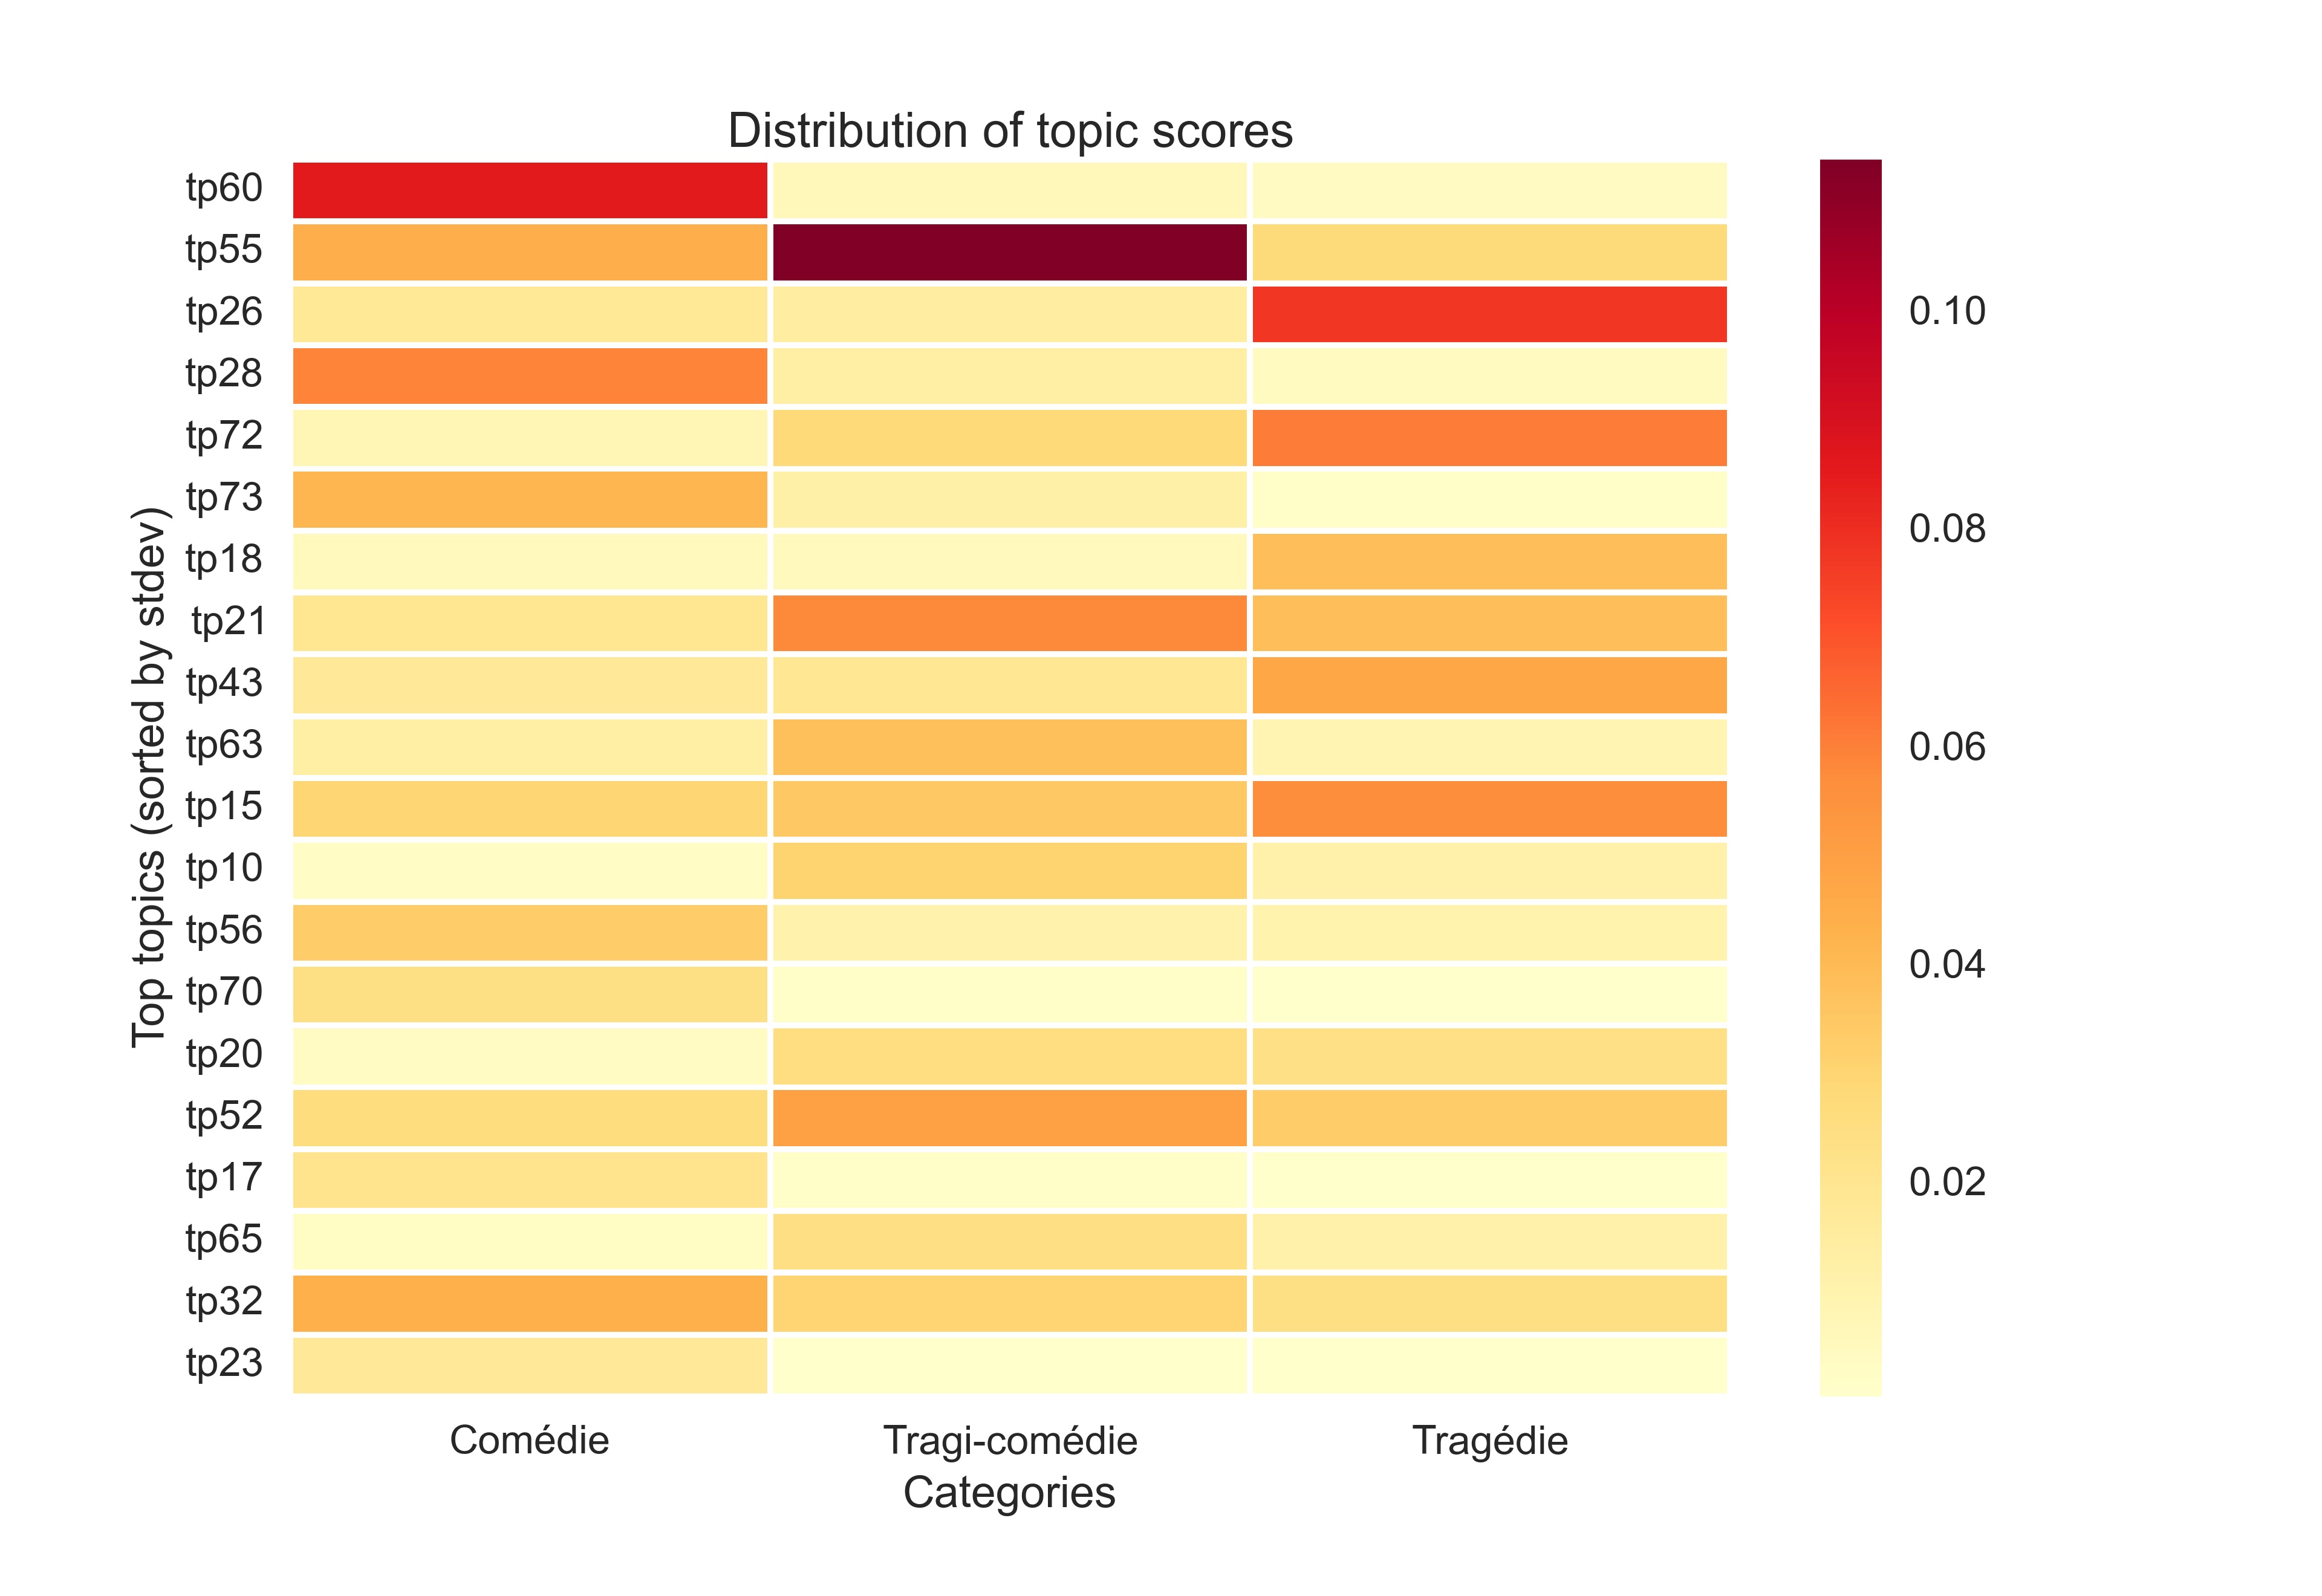 Distribution of topic scores
Top topics (sorted by stdev)
tp60
tp55
tp26
tp28
tp72
tp73
tp18
tp21
tp43
tp63
tp15
tp10
tp56
tp70
tp20
tp52
tp17
tp65
tp32
tp23
Comédie
Tragi-comédie
Tragédie
Categories
0.10
0.08
0.06
0.04
0.02